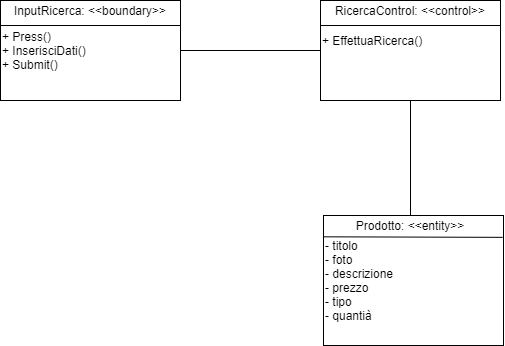 InputRicerca: <<boundary>>
+ Press()
+ InserisciDati()
+ Submit()
RicercaControl: <<control>>
+ EffettuaRicerca()
Prodotto: <<entity>>
- titolo
- foto
- descrizione
- prezzo
- tipo
- quantià